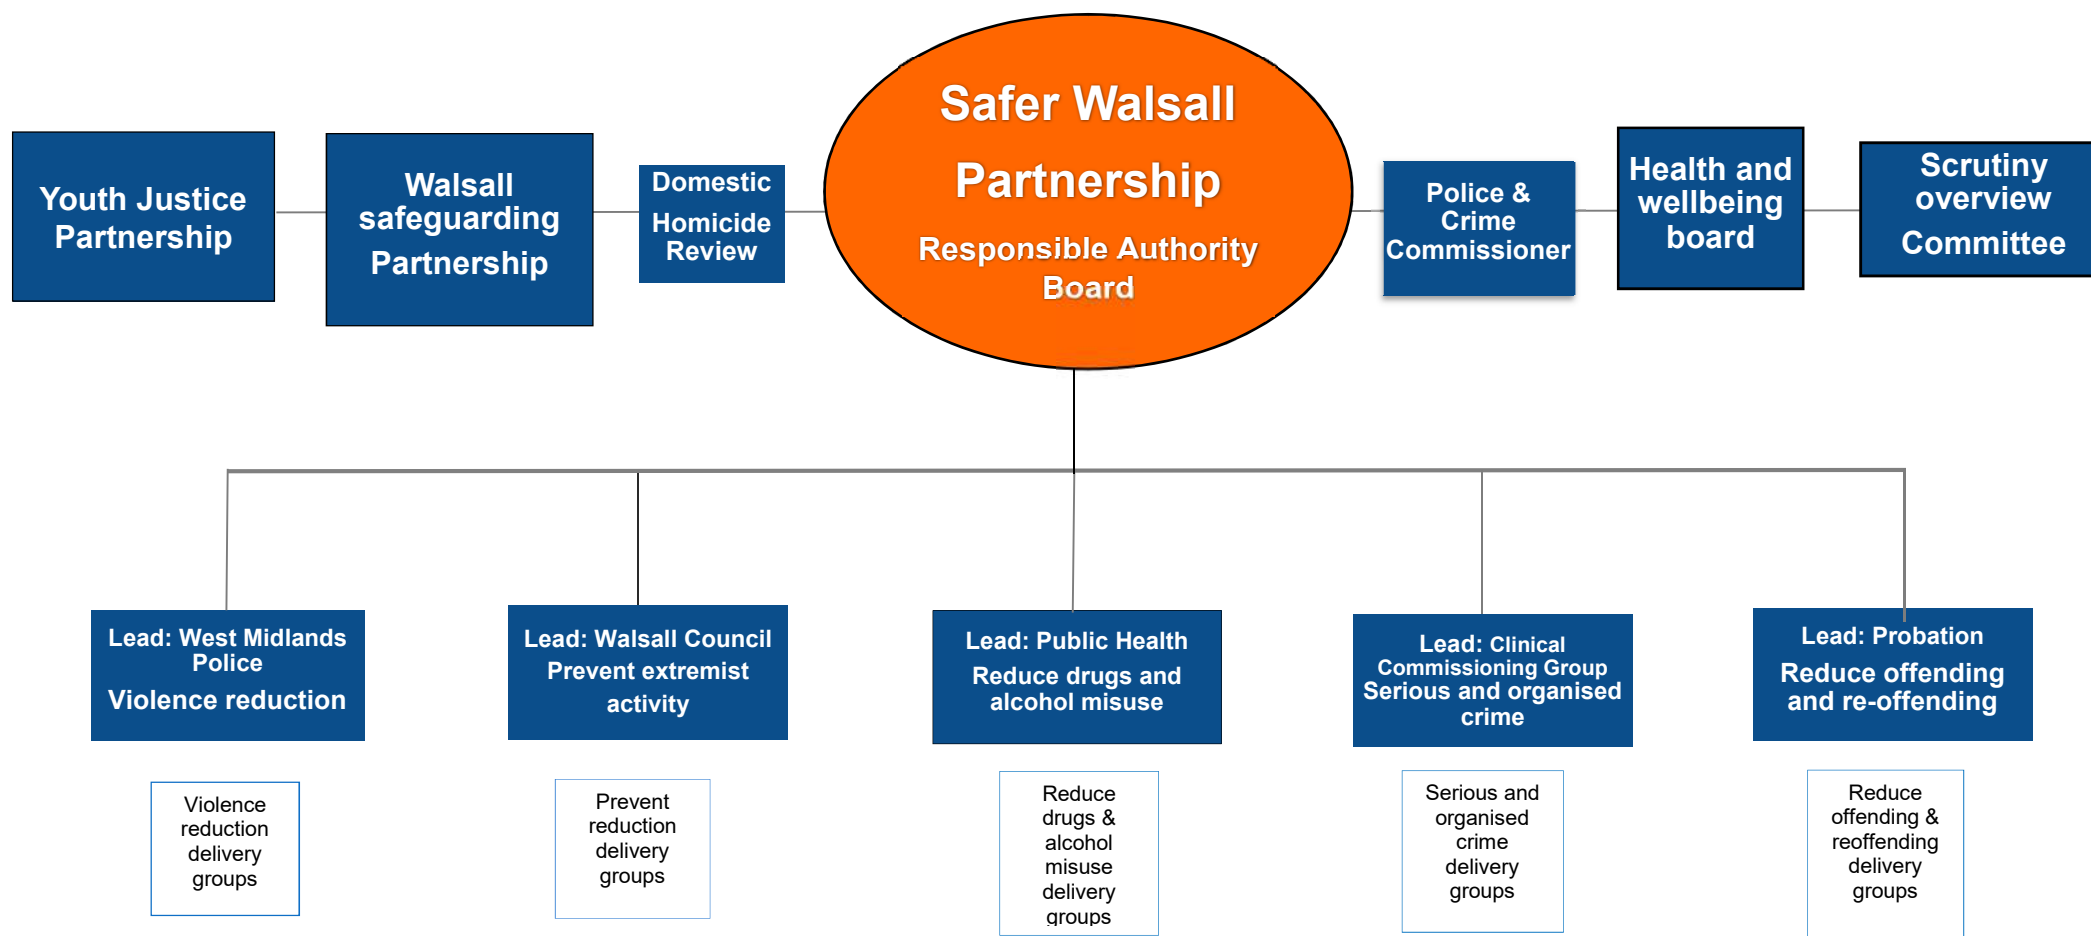 Youth Justice
Partnership
Walsall
safeguarding
Partnership
Domestic
Homicide
Review
Safer Walsall
Partnership
Responsible Authority
Board
Police &
Crime
Commissioner
Health and
wellbeing
board
Scrutiny
overview
Committee
Lead: West Midlands
Police
Violence reduction
Lead: Walsall Council
Prevent extremist
activity
Lead: Public Health
Reduce drugs and
alcohol misuse
Lead: Clinical
Commissioning Group
Serious and organised
crime
Lead: Probation
Reduce offending
and re-offending
Violence
reduction
delivery
groups
Prevent
reduction
delivery
groups
Reduce
drugs &
alcohol
misuse
delivery
groups
Serious and
organised
crime
delivery
groups
Reduce
offending &
reoffending
delivery
groups